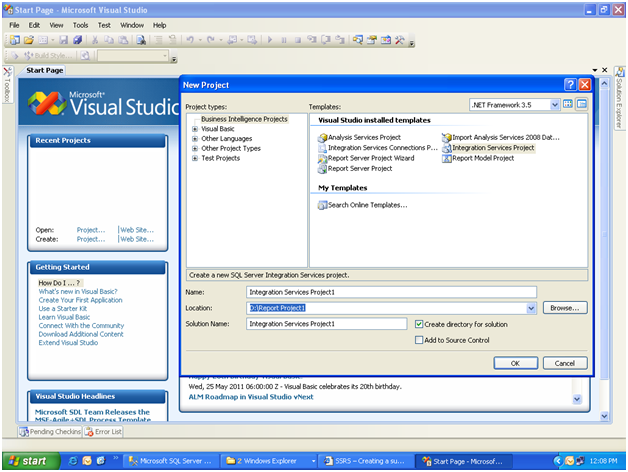 Start Page - Microsoft Visual Studio
File Edit View Tools Test Window Help
Build Style...
Start Page
Toolbox
Solution Explorer
Microsoft
Visual Studio
Recent Projects
Open: Project... Web Site...
Create: Project... Web Site...
Getting Started
How Do I ... ?
What's new in Visual Basic?
Create Your First Application
Use a Starter Kit
Learn Visual Basic
Connect With the Community
Download Additional Content
Extend Visual Studio
Visual Studio Headlines
Microsoft SDL Team Releases the
MSF-Agile+SDL Process Template
New Project
Project types:
Templates:
.NET Framework 3.5
Business Intelligence Projects
Visual Basic
Other Languages
Other Project Types
Test Projects
Visual Studio installed templates
Analysis Services Project
Import Analysis Services 2008 Dat...
Integration Services Connections P...
Integration Services Project
Report Server Project Wizard
Report Model Project
Report Server Project
My Templates
Search Online Templates...
Create a new SQL Server Integration Services project.
Name: Integration Services Project1
Location: D:\Report Project1
Browse...
Solution Name: Integration Services Project1
Create directory for solution
Add to Source Control
OK Cancel
Wed, 25 May 2011 06:00:00 Z - Visual Basic celebrates its 20th birthday.
ALM Roadmap in Visual Studio vNext
Pending Checkins Error List
start
Microsoft SQL Server ...
2 Windows Explorer
SSRS – Creating a su...
Start Page - Microsof...
12:08 PM